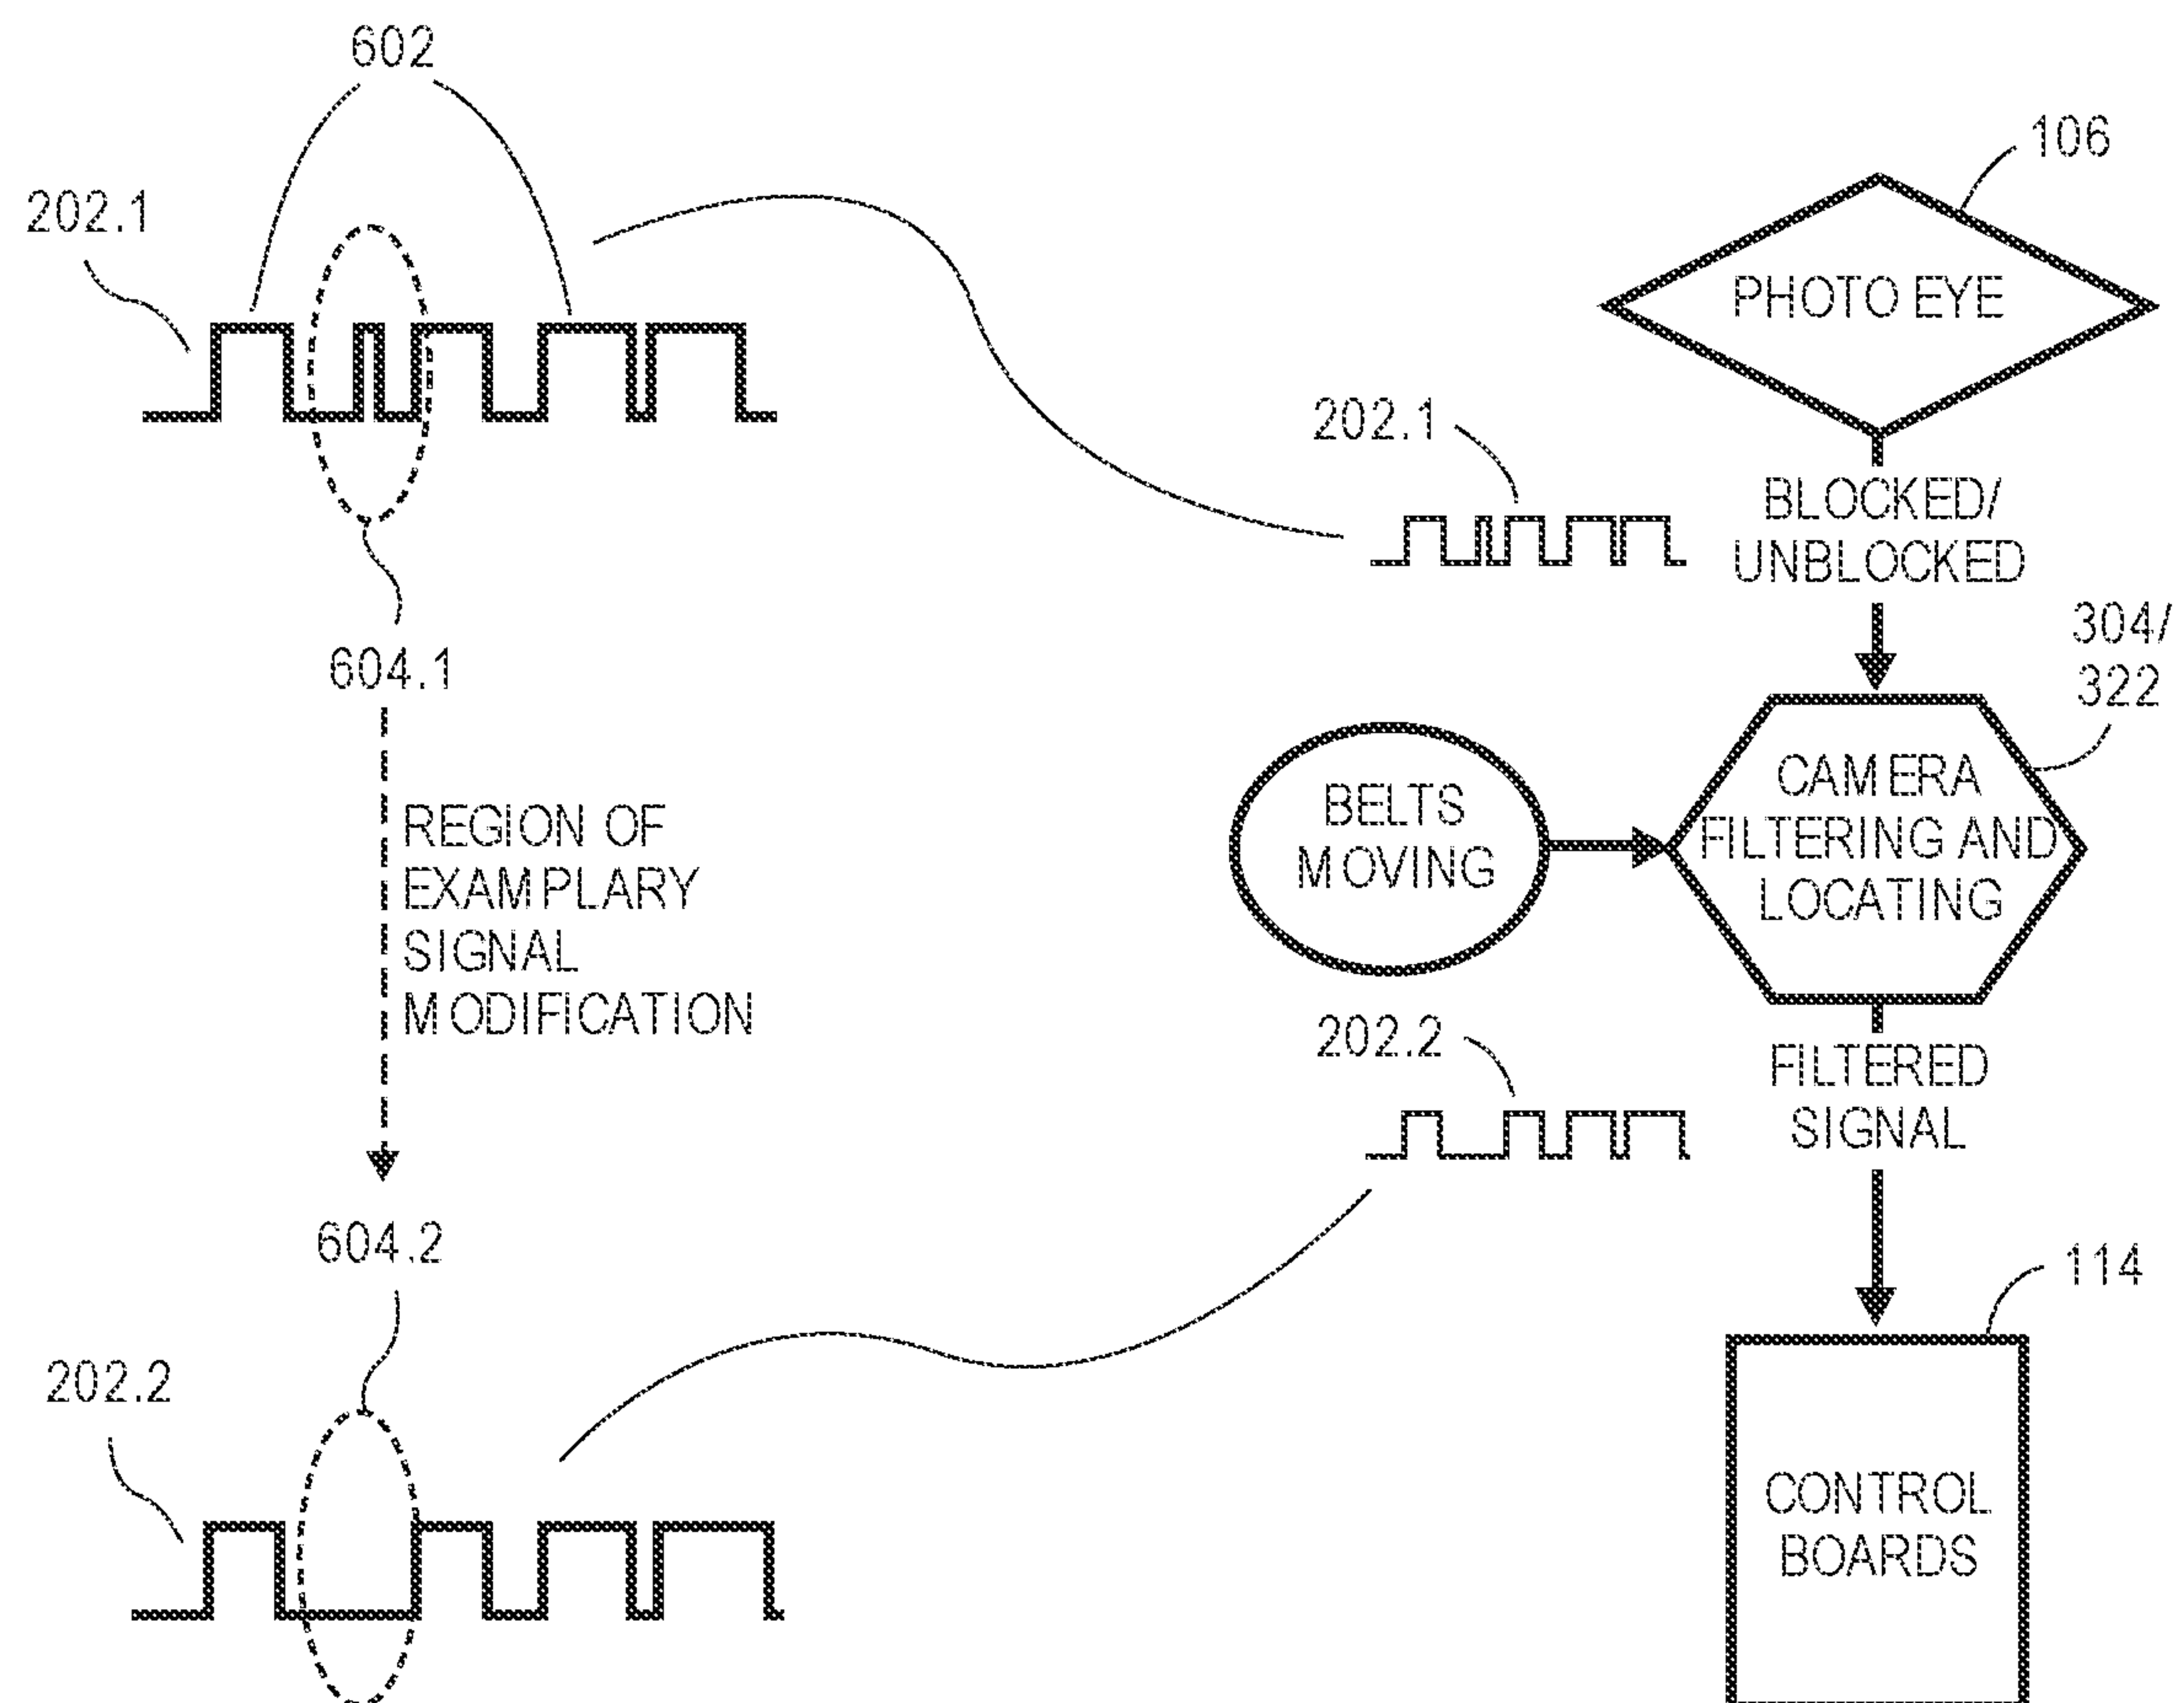 602
106
202.1
PHOTO EYE
202.1
BLOCKED/
UNBLOCKED
304/
322
604.1
CAMERA
FILTERING AND
LOCATING
BELTS
MOVING
REGION OF
EXAMPLARY
SIGNAL
MODIFICATION
202.2
FILTERED
SIGNAL
604.2
114
202.2
CONTROL
BOARDS